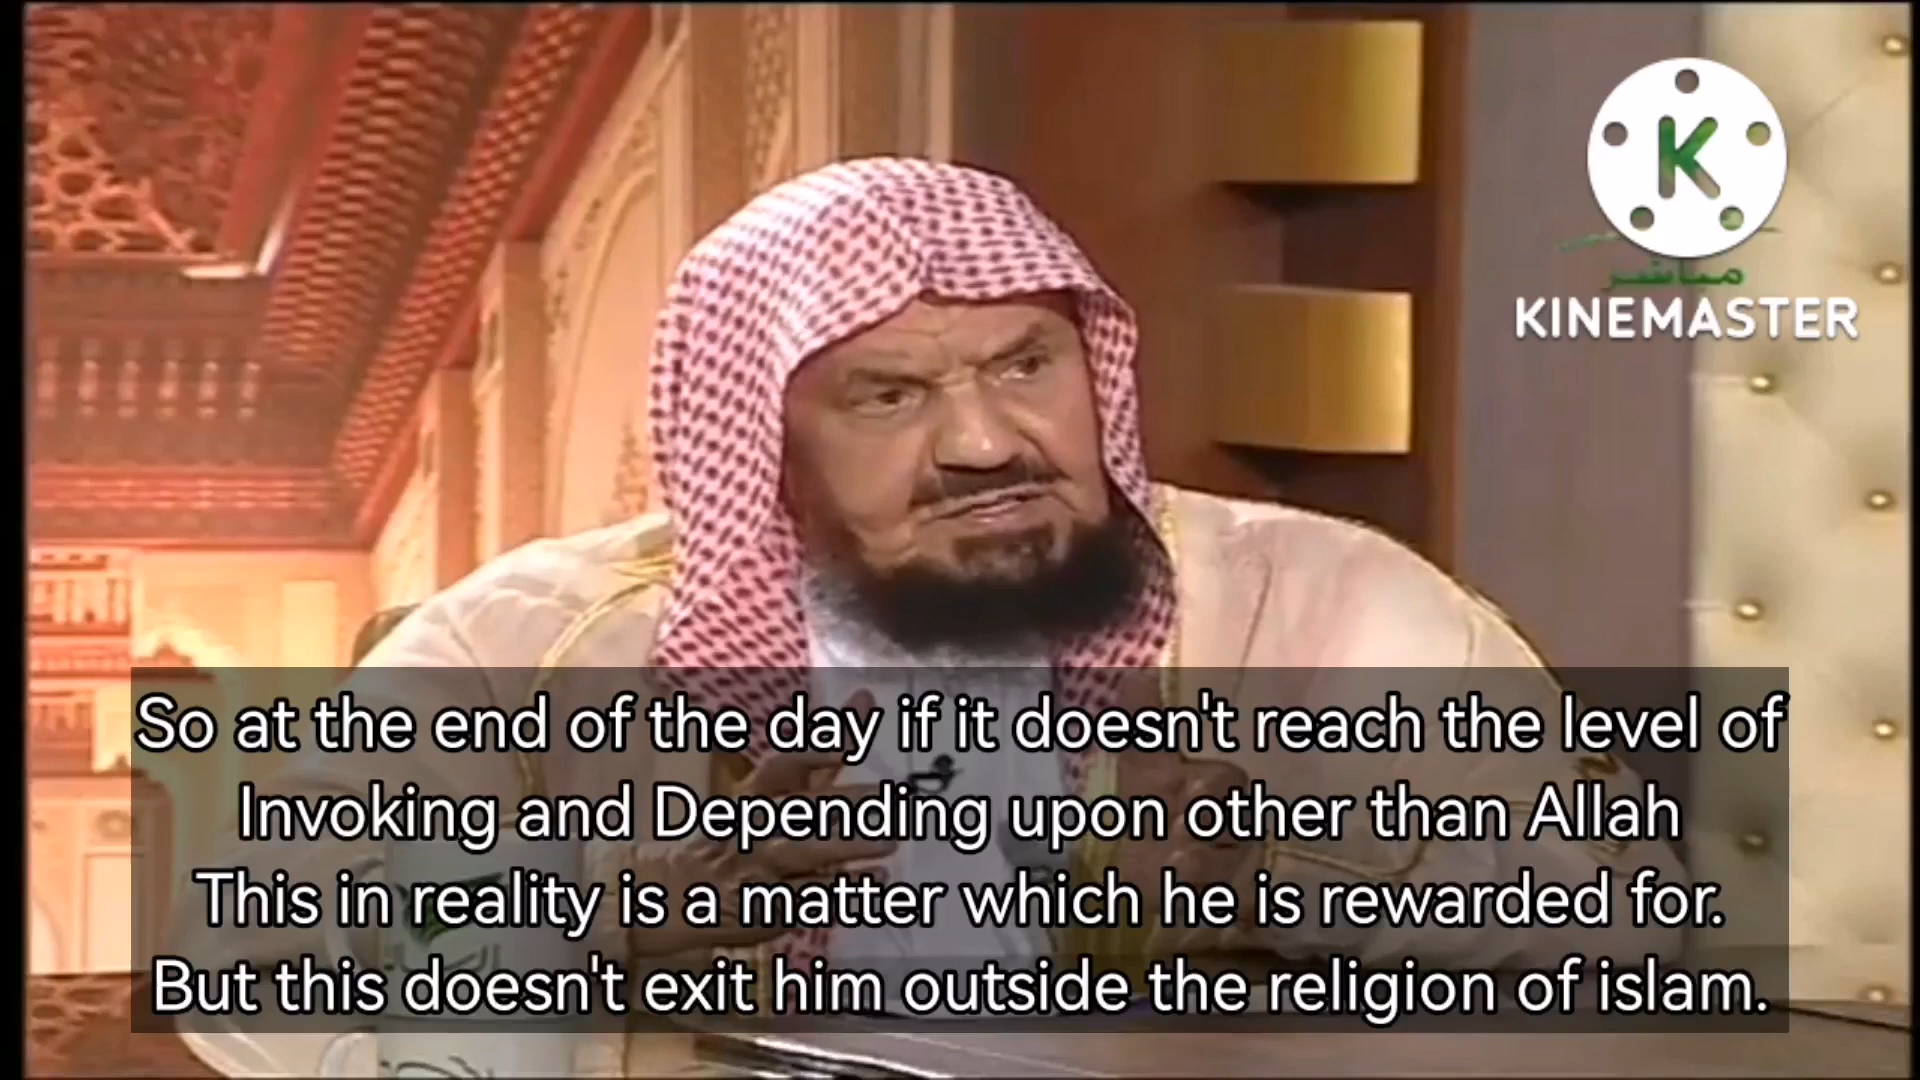 K
مباشر
KINEMASTER
So at the end of the day if it doesn't reach the level of
Invoking and Depending upon other than Allah
This in reality is a matter which he is rewarded for.
But this doesn't exit him outside the religion of islam.